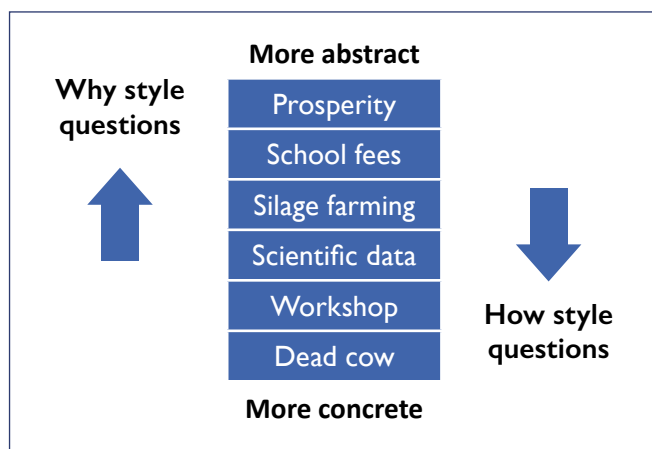 More abstract
Why style
questions
Prosperity
School fees
Silage farming
Scientific data
Workshop
Dead cow
How style
questions
More concrete